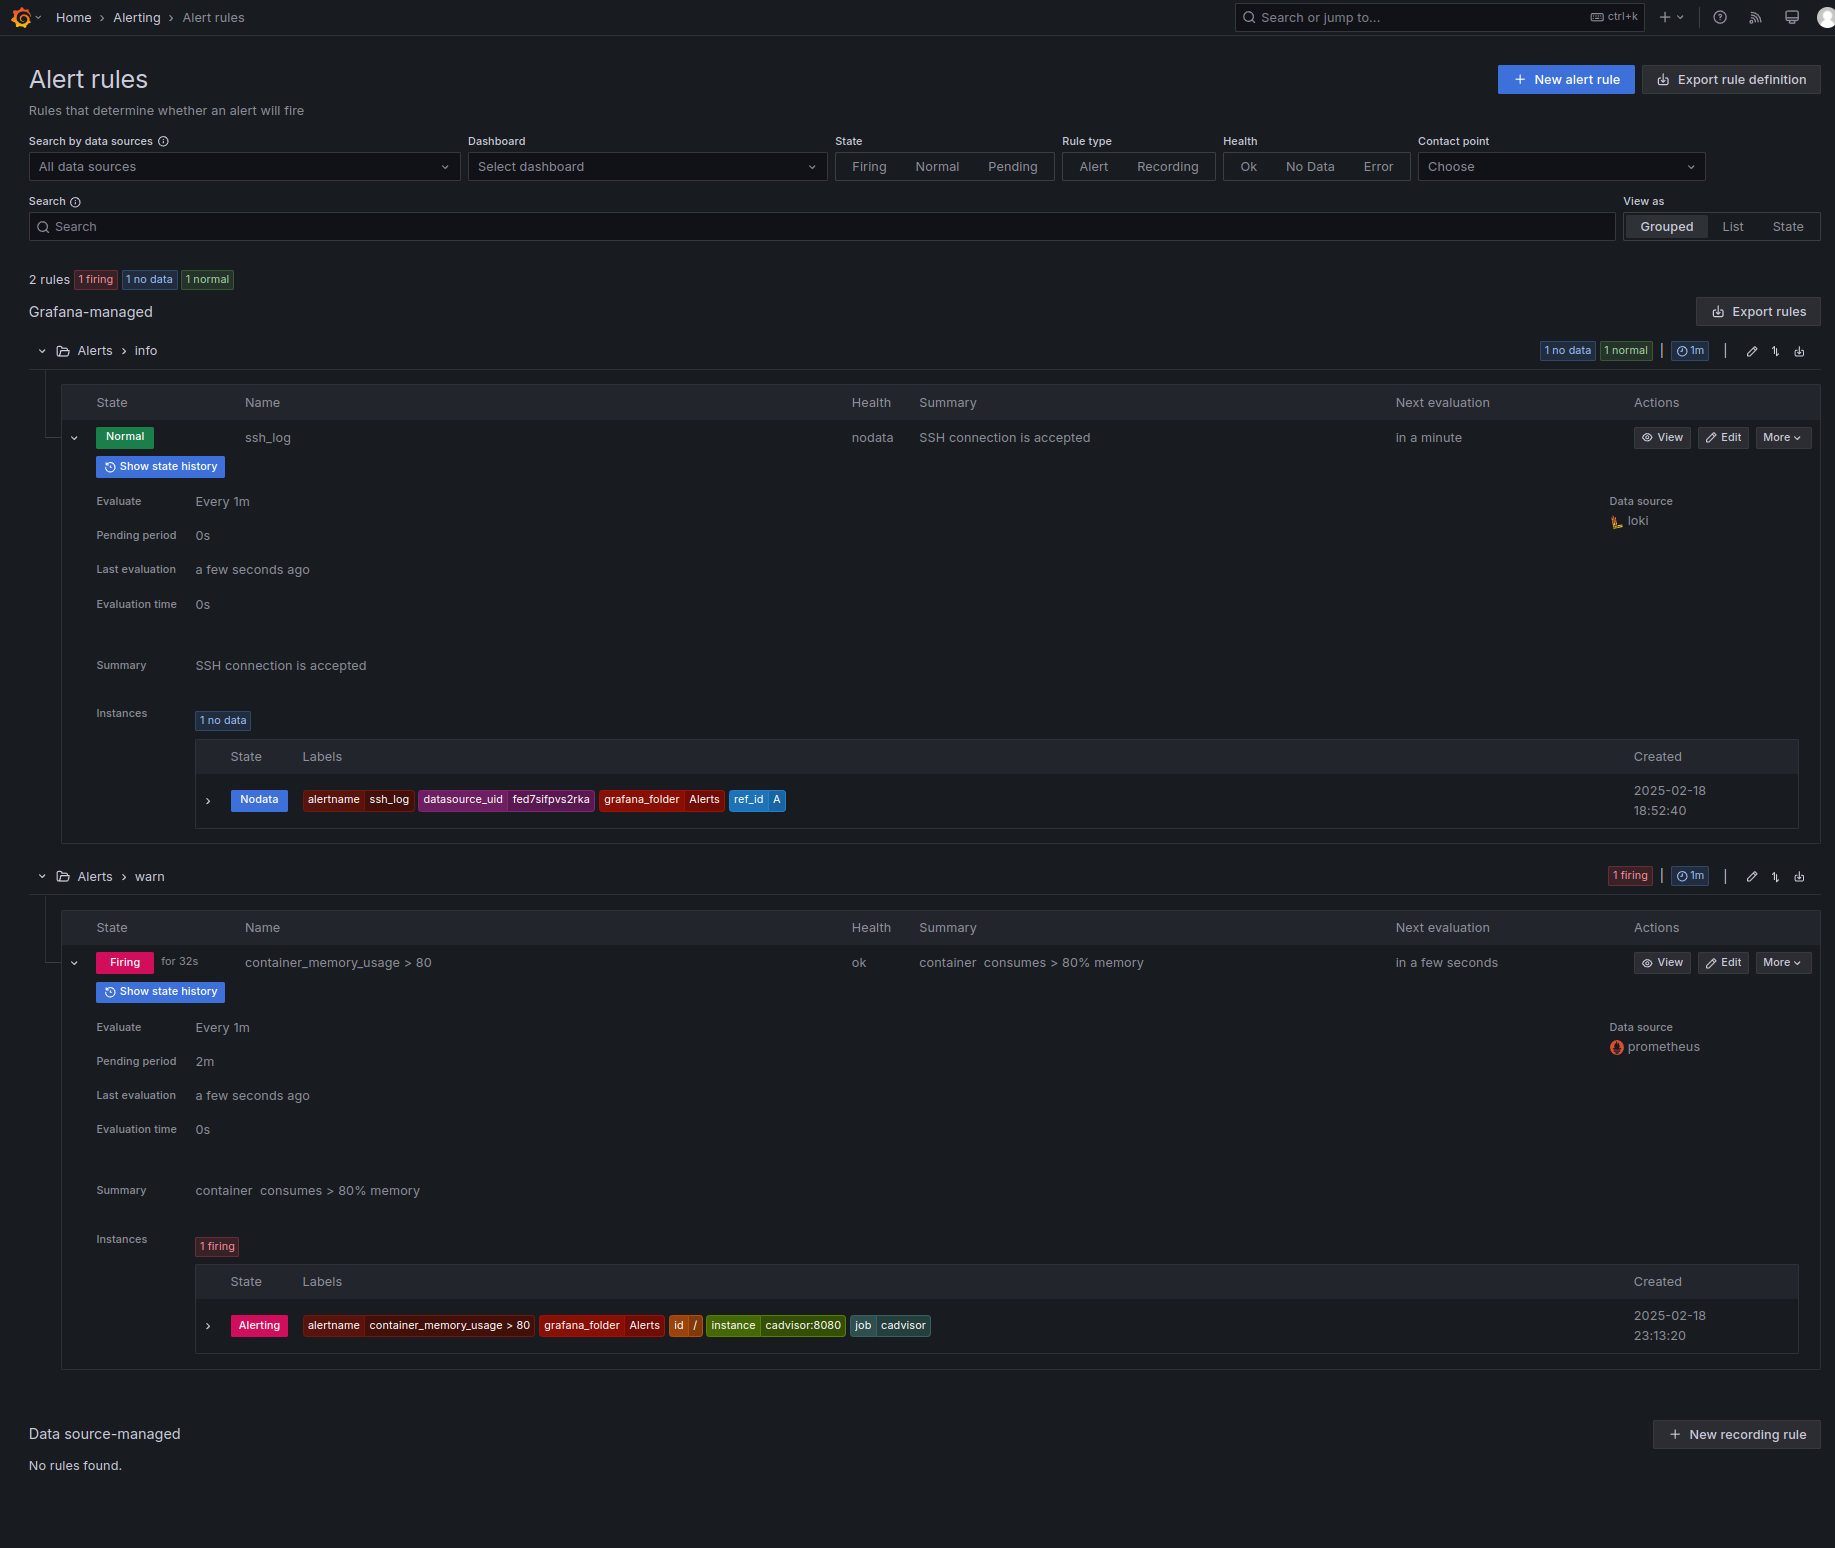 Home › Alerting › Alert rules
Search or jump to... ctrl+k
Alert rules
New alert rule Export rule definition
Rules that determine whether an alert will fire
Search by data sources Dashboard State Rule type Health Contact point
All data sources Select dashboard Firing Normal Pending Alert Recording Ok No Data Error Choose
Search View as
Search Grouped List State
2 rules 1 firing 1 no data 1 normal
Grafana-managed Export rules
Alerts › info 1 no data 1 normal 1m
State Name Health Summary Next evaluation Actions
Normal ssh_log nodata SSH connection is accepted in a minute View Edit More
Show state history
Evaluate Every 1m Data source
loki
Pending period 0s
Last evaluation a few seconds ago
Evaluation time 0s
Summary SSH connection is accepted
Instances 1 no data
State Labels Created
Nodata alertname ssh_log datasource_uid fed7sifpvs2rka grafana_folder Alerts ref_id A 2025-02-18
18:52:40
Alerts › warn 1 firing 1m
State Name Health Summary Next evaluation Actions
Firing for 32s container_memory_usage > 80 ok container consumes > 80% memory in a few seconds View Edit More
Show state history
Evaluate Every 1m Data source
prometheus
Pending period 2m
Last evaluation a few seconds ago
Evaluation time 0s
Summary container consumes > 80% memory
Instances 1 firing
State Labels Created
Alerting alertname container_memory_usage > 80 grafana_folder Alerts id / instance cadvisor:8080 job cadvisor 2025-02-18
23:13:20
Data source-managed New recording rule
No rules found.